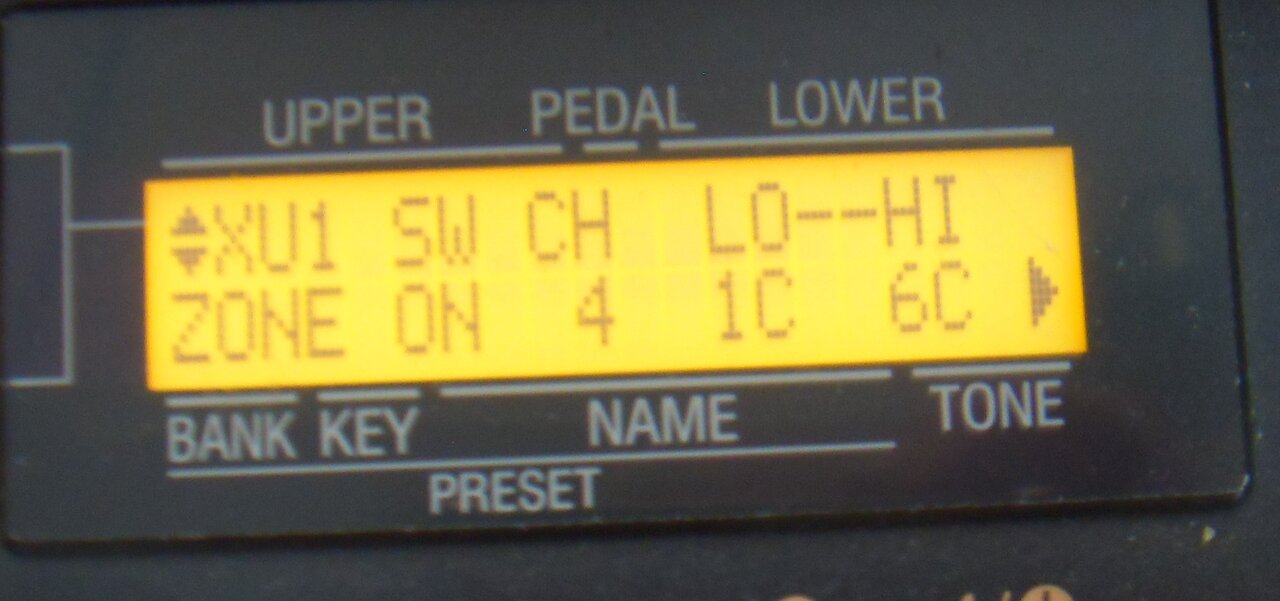 UPPER PEDAL LOWER
XU1 SW CH LO--HI
ZONE ON 4 1C 6C
BANK KEY NAME TONE
PRESET